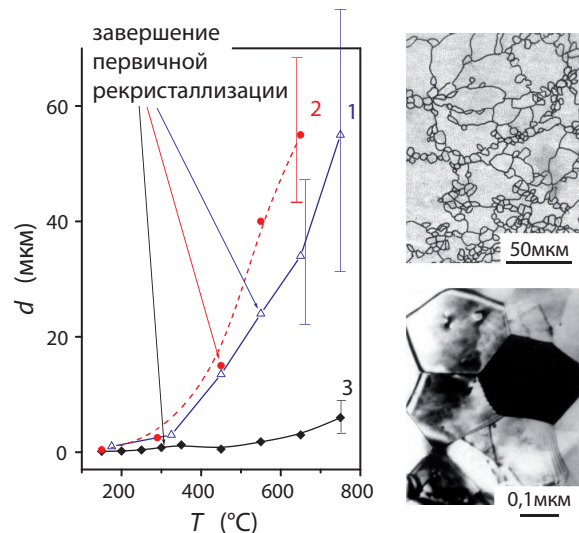 завершение
первичной
рекристаллизации
2
1
3
60
40
20
0
d (мкм)
200 400 600 800
T (°C)
50мкм
0,1мкм